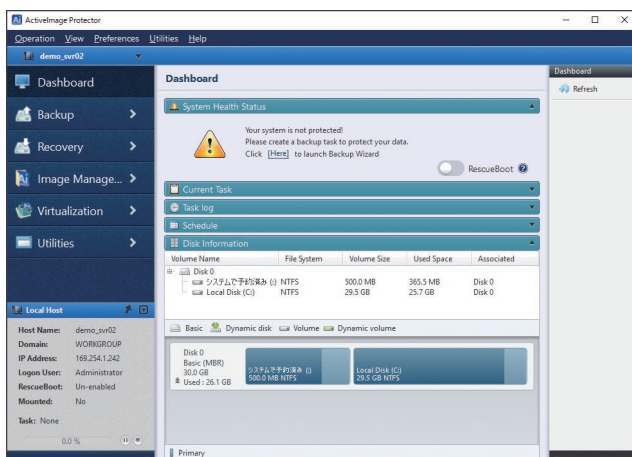 ActiveImage Protector
Operation View Preferences Utilities Help
demo_svr02
Dashboard
Backup
Recovery
Image Manage...
Virtualization
Utilities
Local Host
Host Name: demo_svr02
Domain: WORKGROUP
IP Address: 169.254.1.242
Logon User: Administrator
RescueBoot: Un-enabled
Mounted: No
Task: None
0.0 %
Dashboard
System Health Status
Your system is not protected!
Please create a backup task to protect your data.
Click [Here] to launch Backup Wizard
RescueBoot
Current Task
Task log
Schedule
Disk Information
Volume Name File System Volume Size Used Space Associated
Disk 0
システムで予約済み (:) NTFS 500.0 MB 365.5 MB Disk 0
Local Disk (C:) NTFS 29.5 GB 25.7 GB Disk 0
Basic Dynamic disk Volume Dynamic volume
Disk 0
Basic (MBR)
30.0 GB
Used : 26.1 GB
システムで予約済み (:)
500.0 MB NTFS
Local Disk (C:)
29.5 GB NTFS
Primary
Dashboard
Refresh